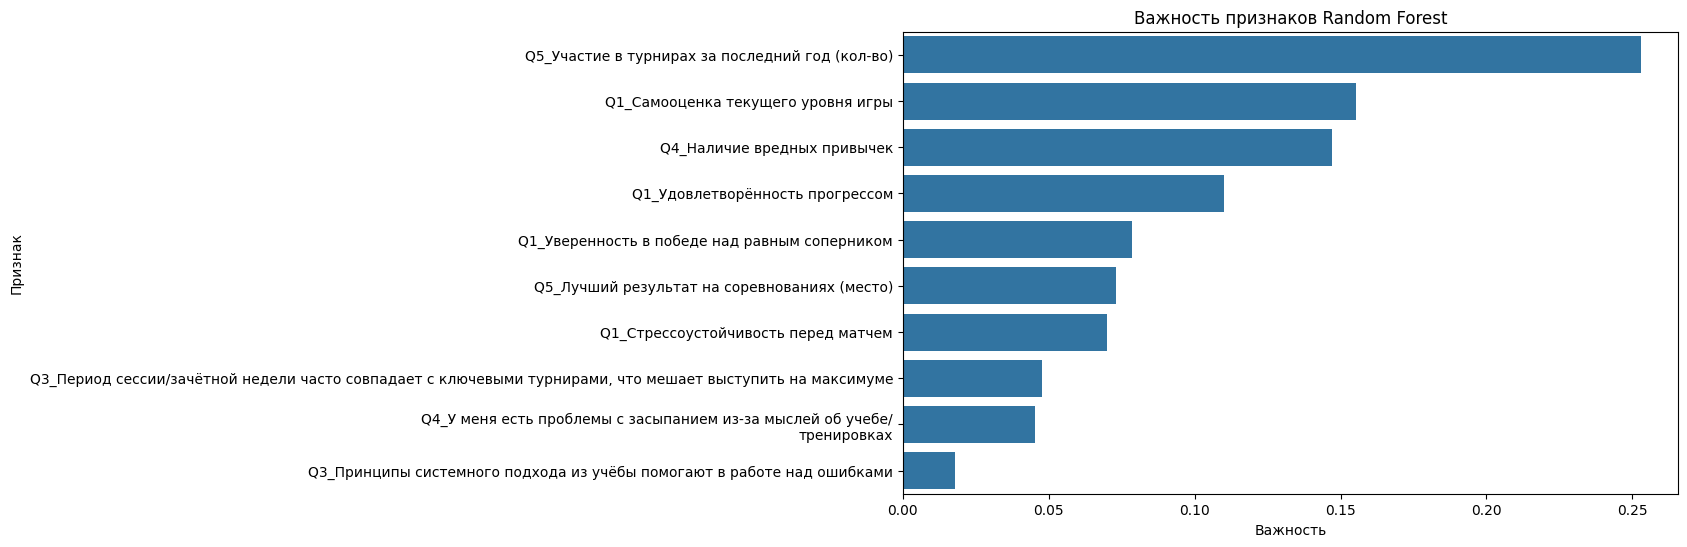 Важность признаков Random Forest
Признак
Q5_Участие в турнирах за последний год (кол-во)
Q1_Самооценка текущего уровня игры
Q4_Наличие вредных привычек
Q1_Удовлетворённость прогрессом
Q1_Уверенность в победе над равным соперником
Q5_Лучший результат на соревнованиях (место)
Q1_Стрессоустойчивость перед матчем
Q3_Период сессии/зачётной недели часто совпадает с ключевыми турнирами, что мешает выступить на максимуме
Q4_У меня есть проблемы с засыпанием из-за мыслей об учебе/
тренировках
Q3_Принципы системного подхода из учёбы помогают в работе над ошибками
0.00 0.05 0.10 0.15 0.20 0.25
Важность